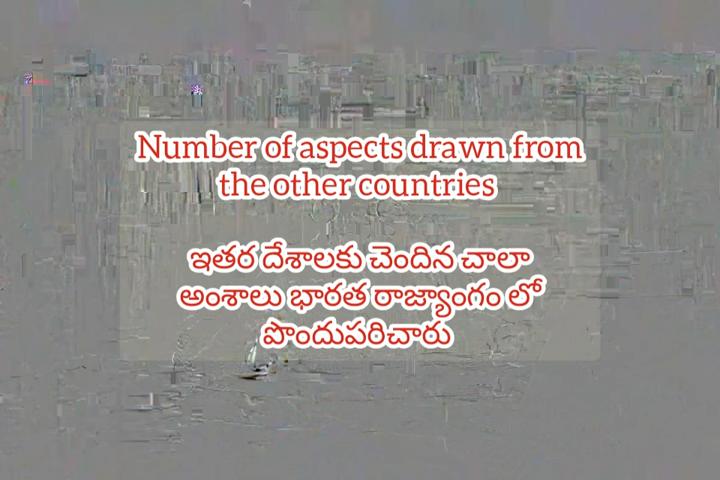 Number of aspects drawn from
the other countries
ఇతర దేశాలకు చెందిన చాలా
అంశాలు భారత రాజ్యాంగం లో
పొందుపరిచారు